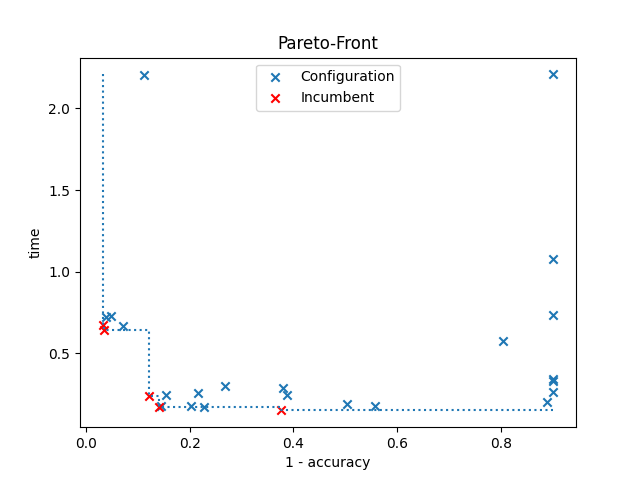 Pareto-Front
Configuration
Incumbent
2.0
1.5
1.0
0.5
time
0.0 0.2 0.4 0.6 0.8
1 - accuracy